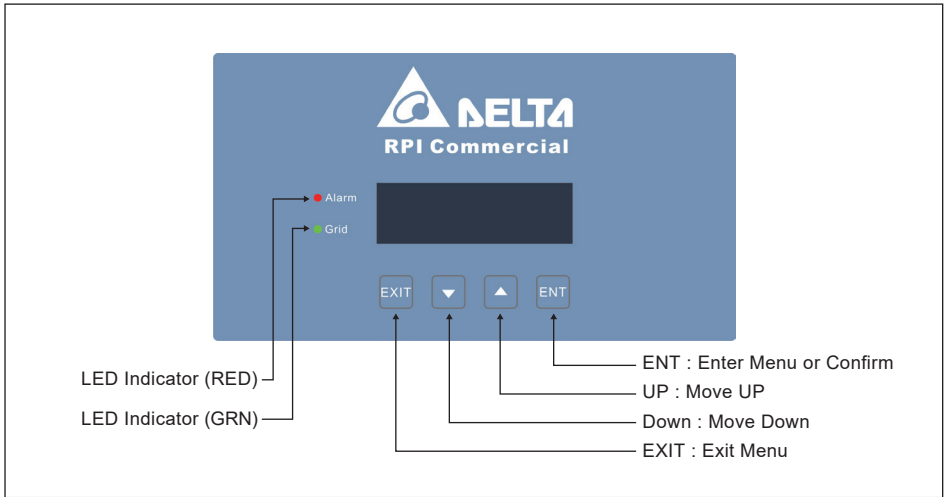 DELTA
RPI Commercial
Alarm
Grid
EXIT
ENT
LED Indicator (RED)
LED Indicator (GRN)
ENT : Enter Menu or Confirm
UP : Move UP
Down : Move Down
EXIT : Exit Menu